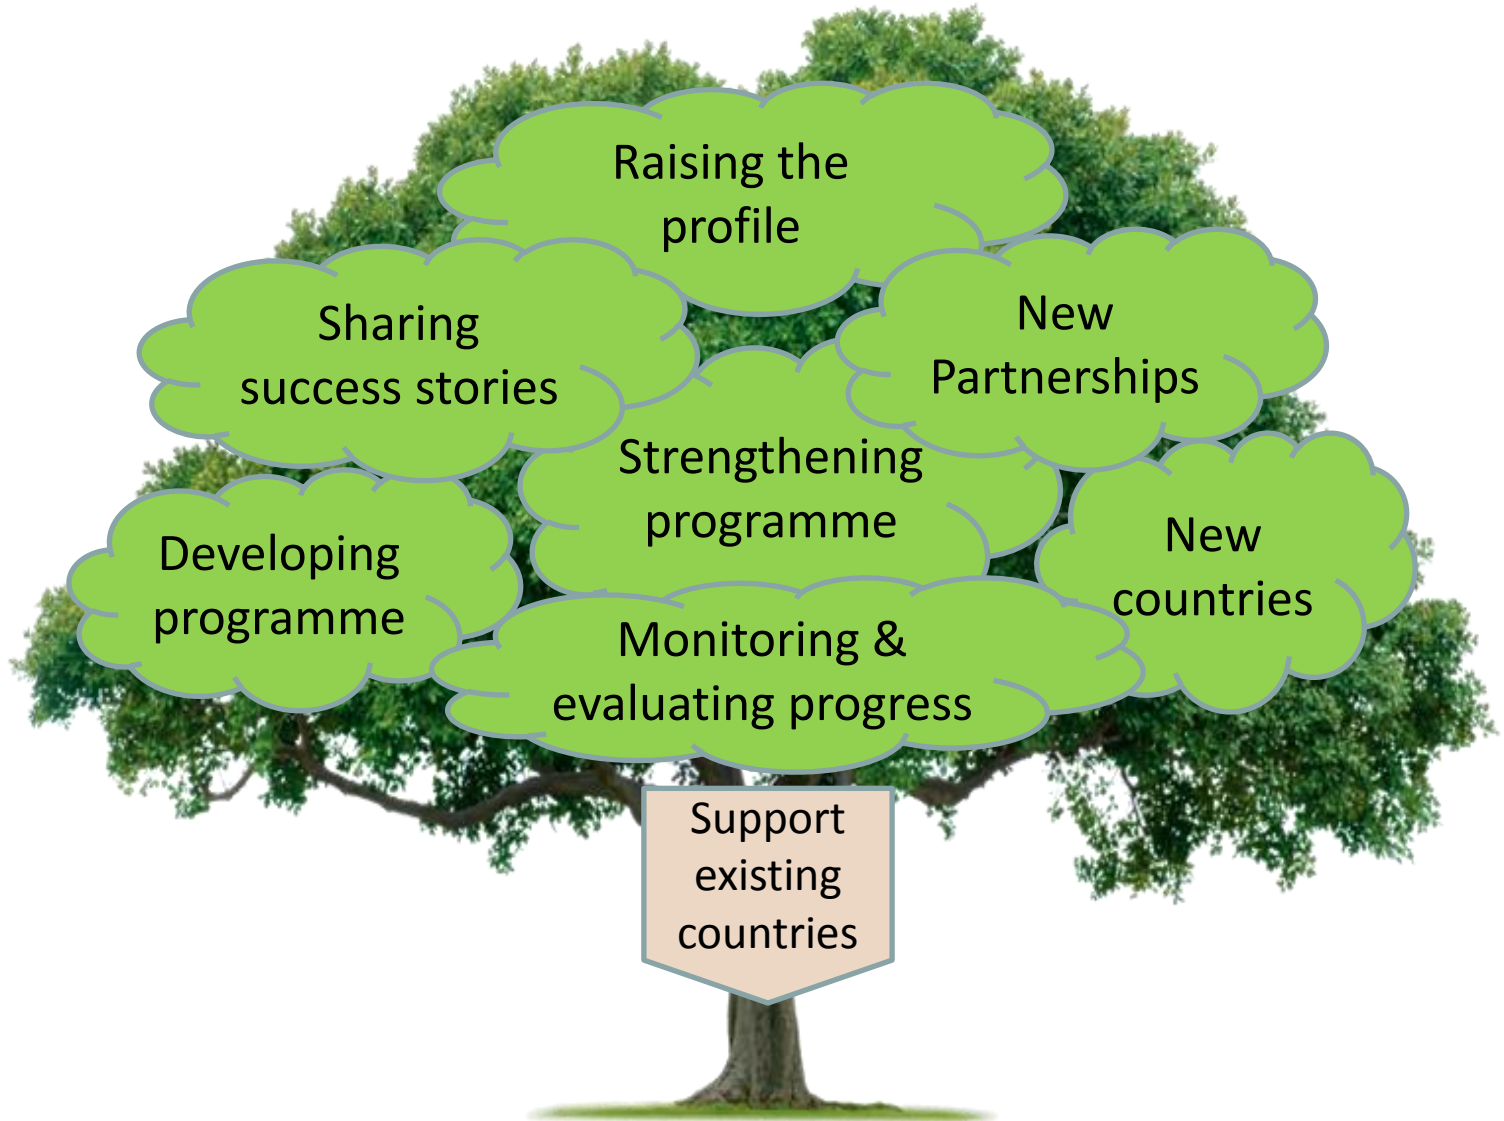 Raising the
profile
Sharing
success stories
New
Partnerships
Strengthening
programme
Developing
programme
New
countries
Monitoring &
evaluating progress
Support
existing
countries